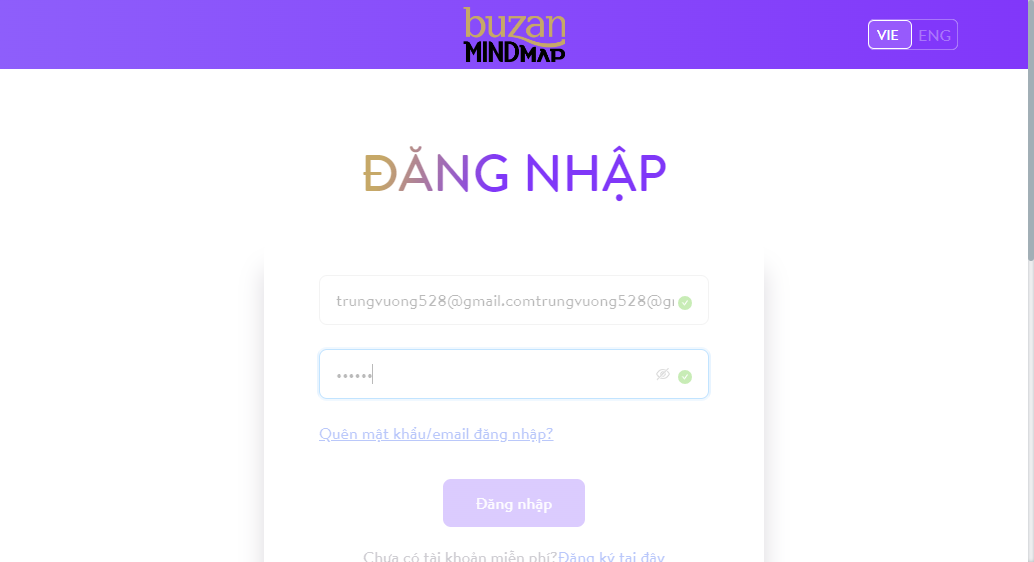 buzan
MINDMAP
VIE ENG
ĐĂNG NHẬP
trungvuong528@gmail.comtrungvuong528@g
••••••
Quên mật khẩu/email đăng nhập?
Đăng nhập
Chưa có tài khoản miễn phí?Đăng ký tại đây